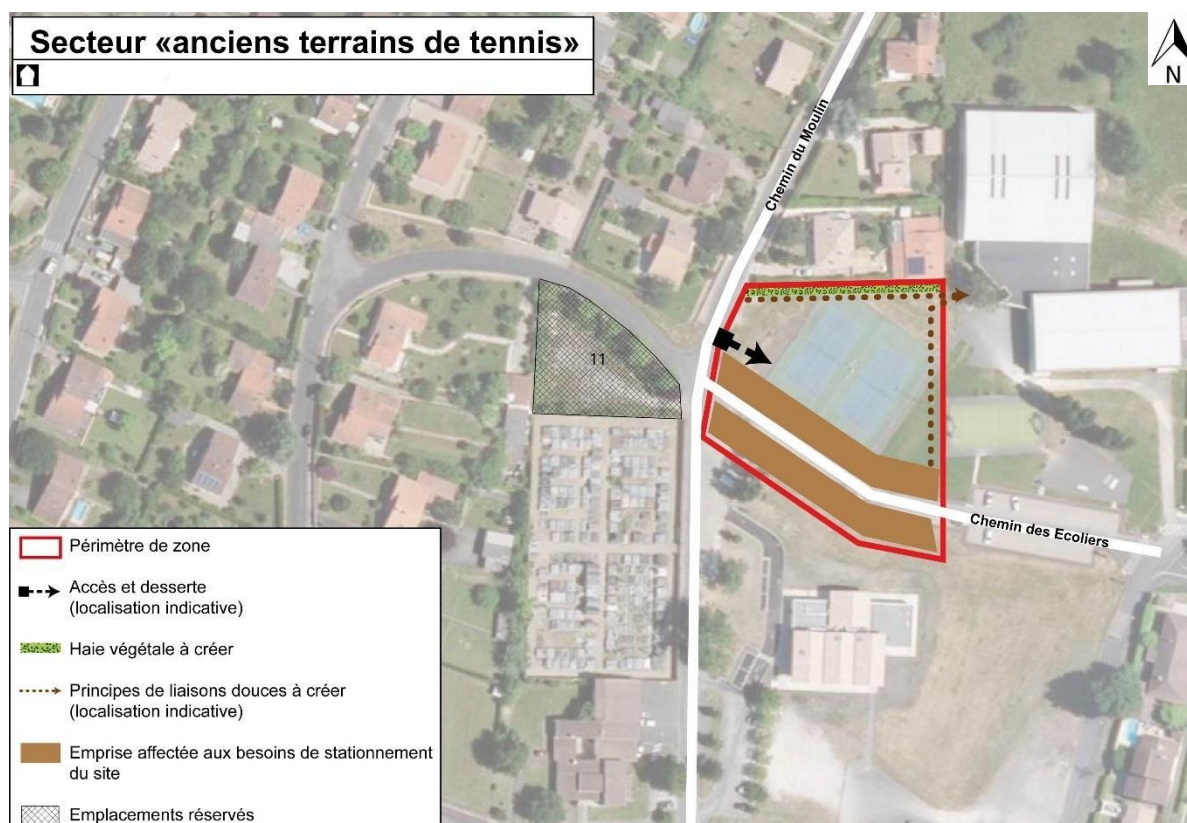 Secteur «anciens terrains de tennis»
N
Chemin du Moulin
11
Chemin des Ecoliers
Périmètre de zone
Accès et desserte
(localisation indicative)
Haie végétale à créer
Principes de liaisons douces à créer
(localisation indicative)
Emprise affectée aux besoins de stationnement
du site
Emplacements réservés